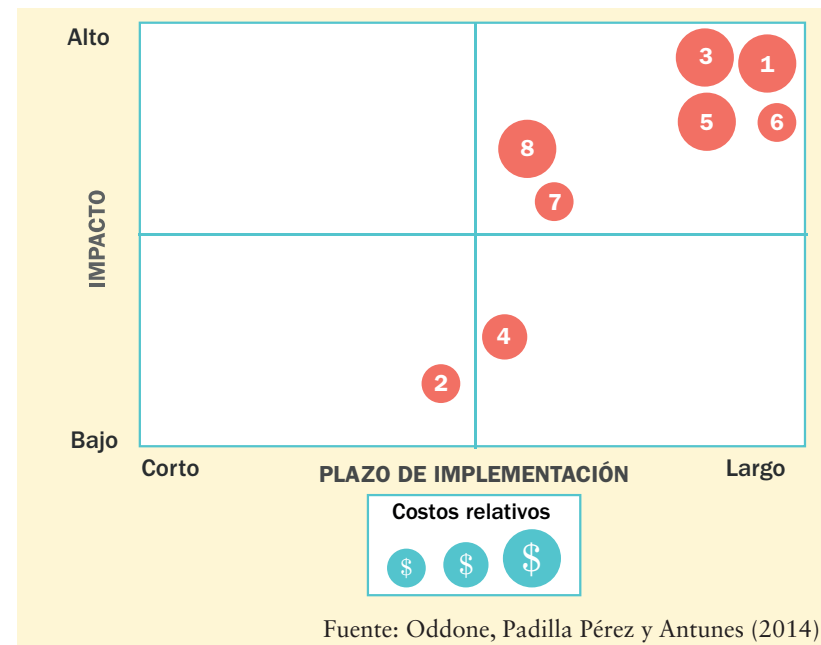 Alto
3
1
5
6
8
7
IMPACTO
4
2
Bajo
Corto
PLAZO DE IMPLEMENTACIÓN
Largo
Costos relativos
$ $ $
Fuente: Oddone, Padilla Pérez y Antunes (2014)